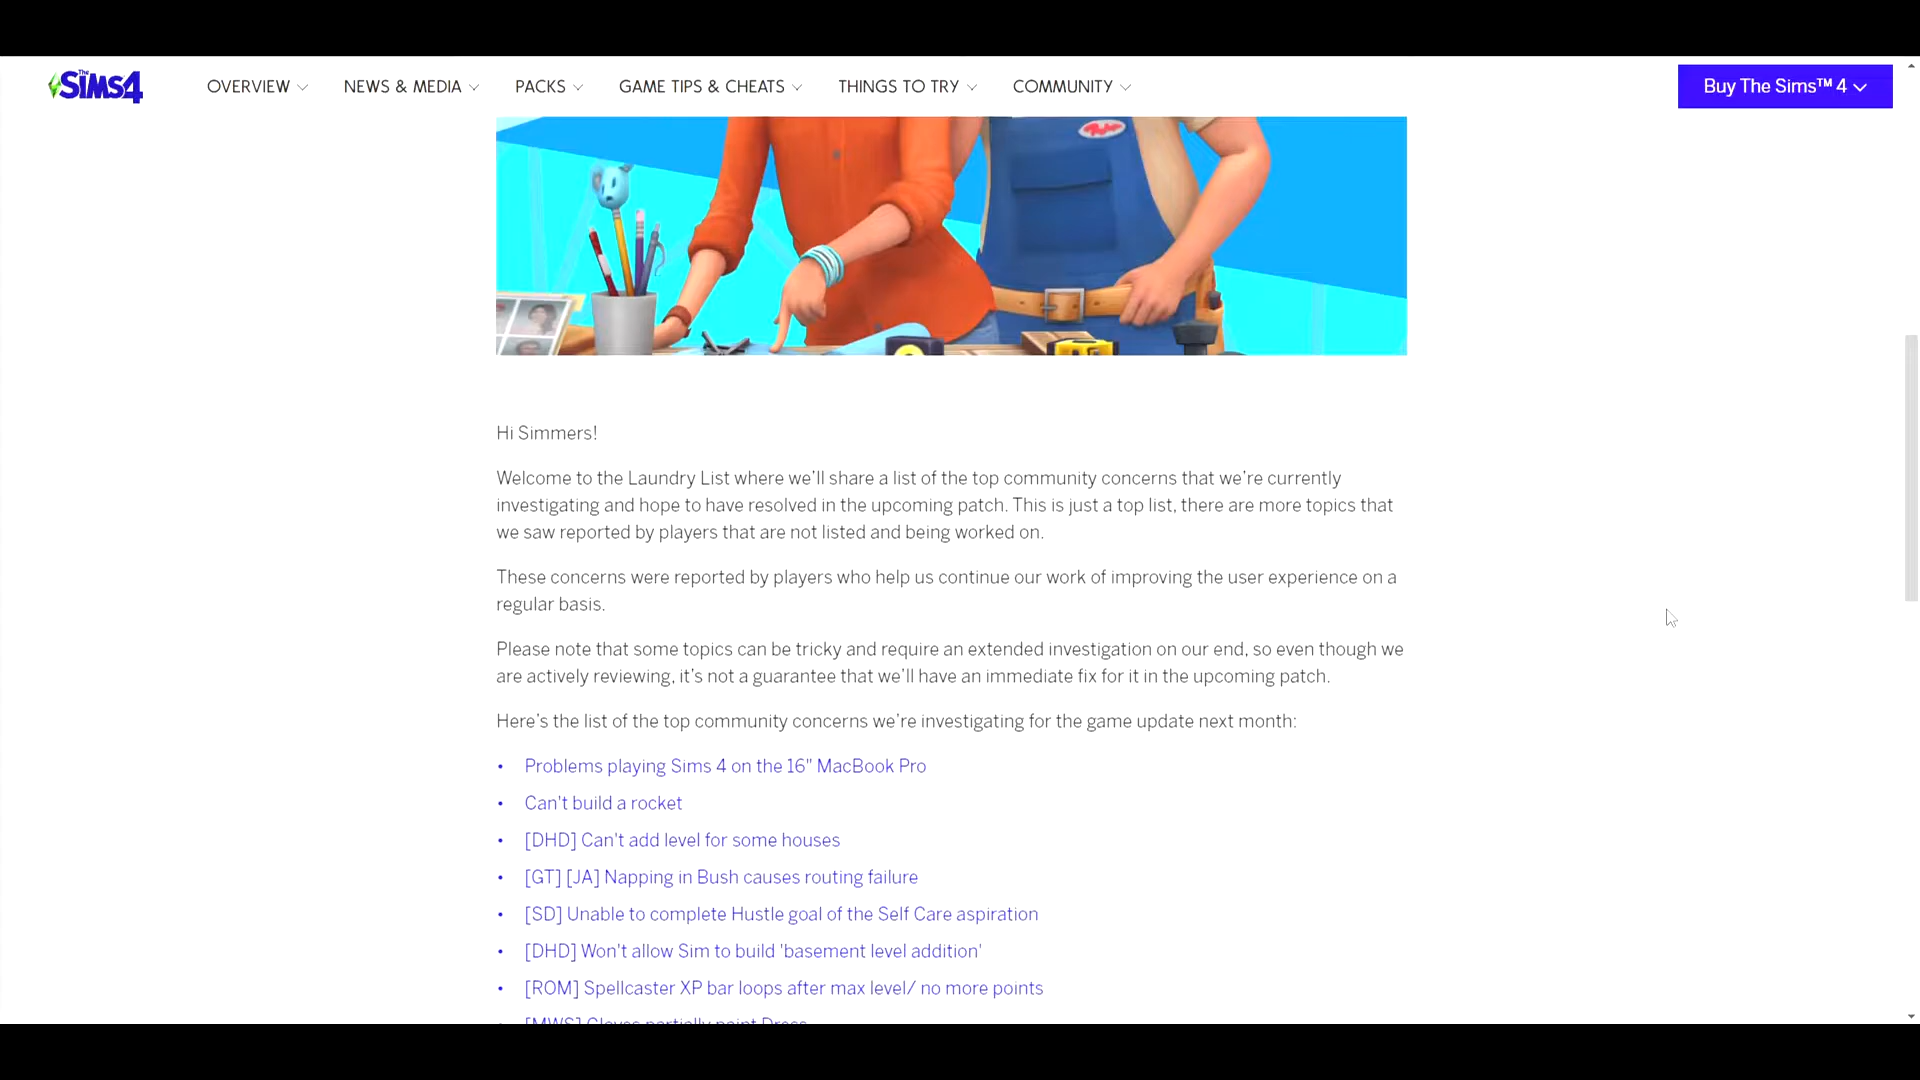 The Sims 4
OVERVIEW NEWS & MEDIA PACKS GAME TIPS & CHEATS THINGS TO TRY COMMUNITY
Buy The Sims™ 4
Hi Simmers!
Welcome to the Laundry List where we’ll share a list of the top community concerns that we’re currently
investigating and hope to have resolved in the upcoming patch. This is just a top list, there are more topics that
we saw reported by players that are not listed and being worked on.
These concerns were reported by players who help us continue our work of improving the user experience on a
regular basis.
Please note that some topics can be tricky and require an extended investigation on our end, so even though we
are actively reviewing, it’s not a guarantee that we’ll have an immediate fix for it in the upcoming patch.
Here’s the list of the top community concerns we’re investigating for the game update next month:
• Problems playing Sims 4 on the 16" MacBook Pro
• Can't build a rocket
• [DHD] Can't add level for some houses
• [GT] [JA] Napping in Bush causes routing failure
• [SD] Unable to complete Hustle goal of the Self Care aspiration
• [DHD] Won't allow Sim to build 'basement level addition'
• [ROM] Spellcaster XP bar loops after max level/ no more points
[MWS] Gloves partially paint Dress